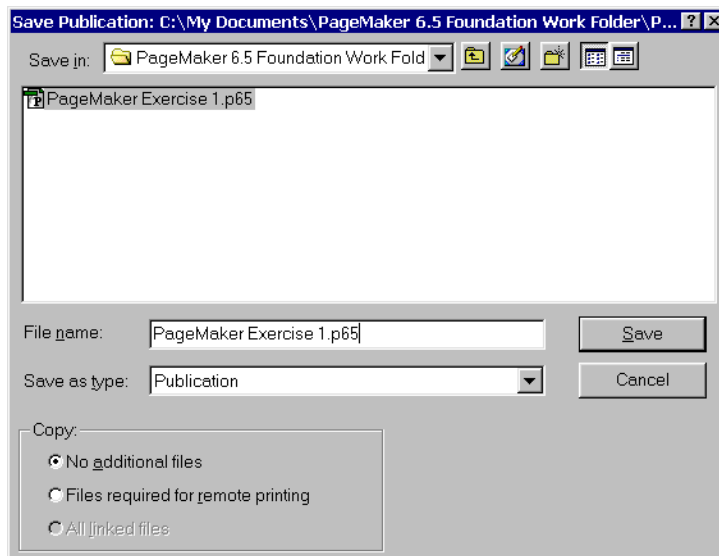 Save Publication: C:\My Documents\PageMaker 6.5 Foundation Work Folder\P...
Save in: PageMaker 6.5 Foundation Work Fold
PageMaker Exercise 1.p65
File name: PageMaker Exercise 1.p65 Save
Save as type: Publication Cancel
Copy:
No additional files
Files required for remote printing
All linked files